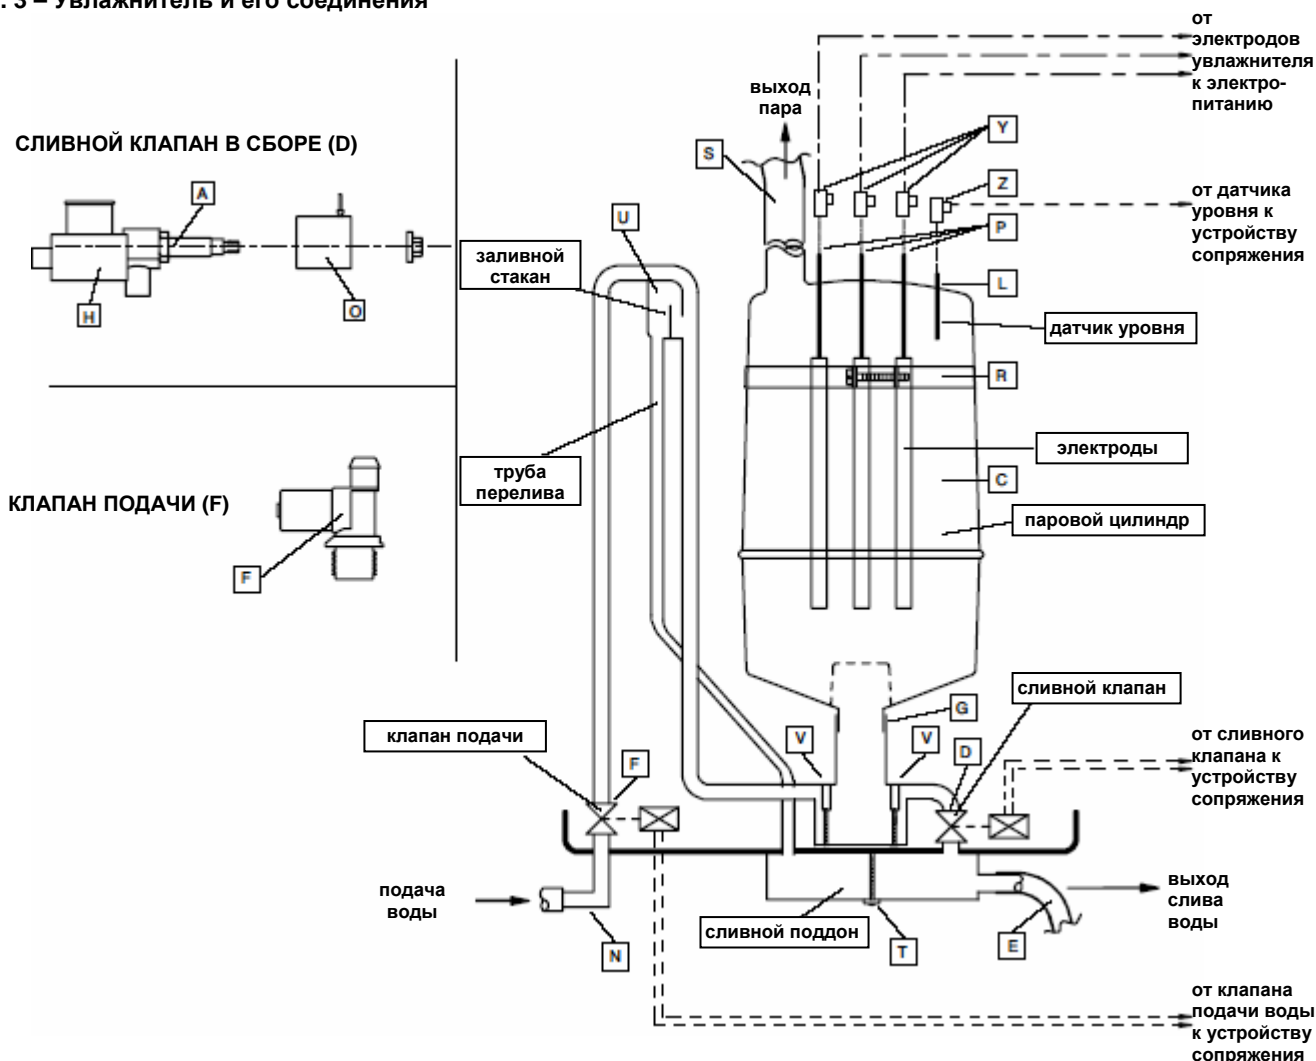 . 3 – Увлажнитель и его соединения
от
электродов
увлажнителя
к электро-
питанию
выход
пара
Y
S
СЛИВНОЙ КЛАПАН В СБОРЕ (D)
A
Z
от датчика
уровня к
устройству
сопряжения
U
P
заливной
стакан
L
H
O
датчик уровня
R
электроды
труба
перелива
C
КЛАПАН ПОДАЧИ (F)
паровой цилиндр
F
сливной клапан
G
клапан подачи
V
V
D
F
от сливного
клапана к
устройству
сопряжения
подача
воды
выход
слива
воды
сливной поддон
N
T
E
от клапана
подачи воды
к устройству
сопряжения